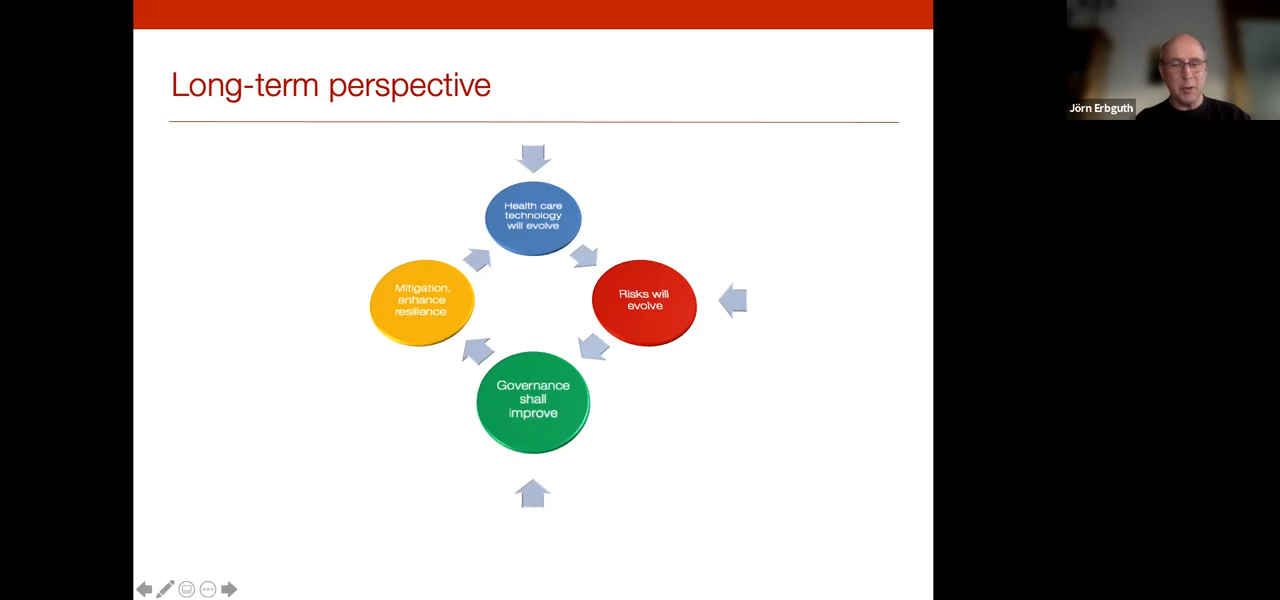 Long-term perspective
Jörn Erbguth
Health care
technology
will evolve
Mitigation,
enhance
resilience
Risks will
evolve
Governance
shall
improve